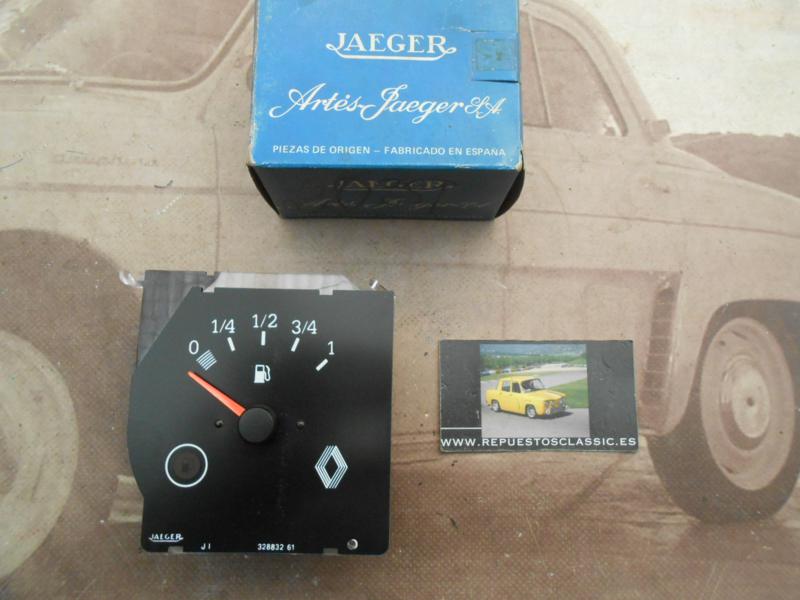 JAEGER
Artés-Jaeger S.A.
PIEZAS DE ORIGEN – FABRICADO EN ESPAÑA
JAEGER
0 1/4 1/2 3/4 1
JAEGER
J I 328832 61
WWW.REPUESTOSCLASSIC.ES